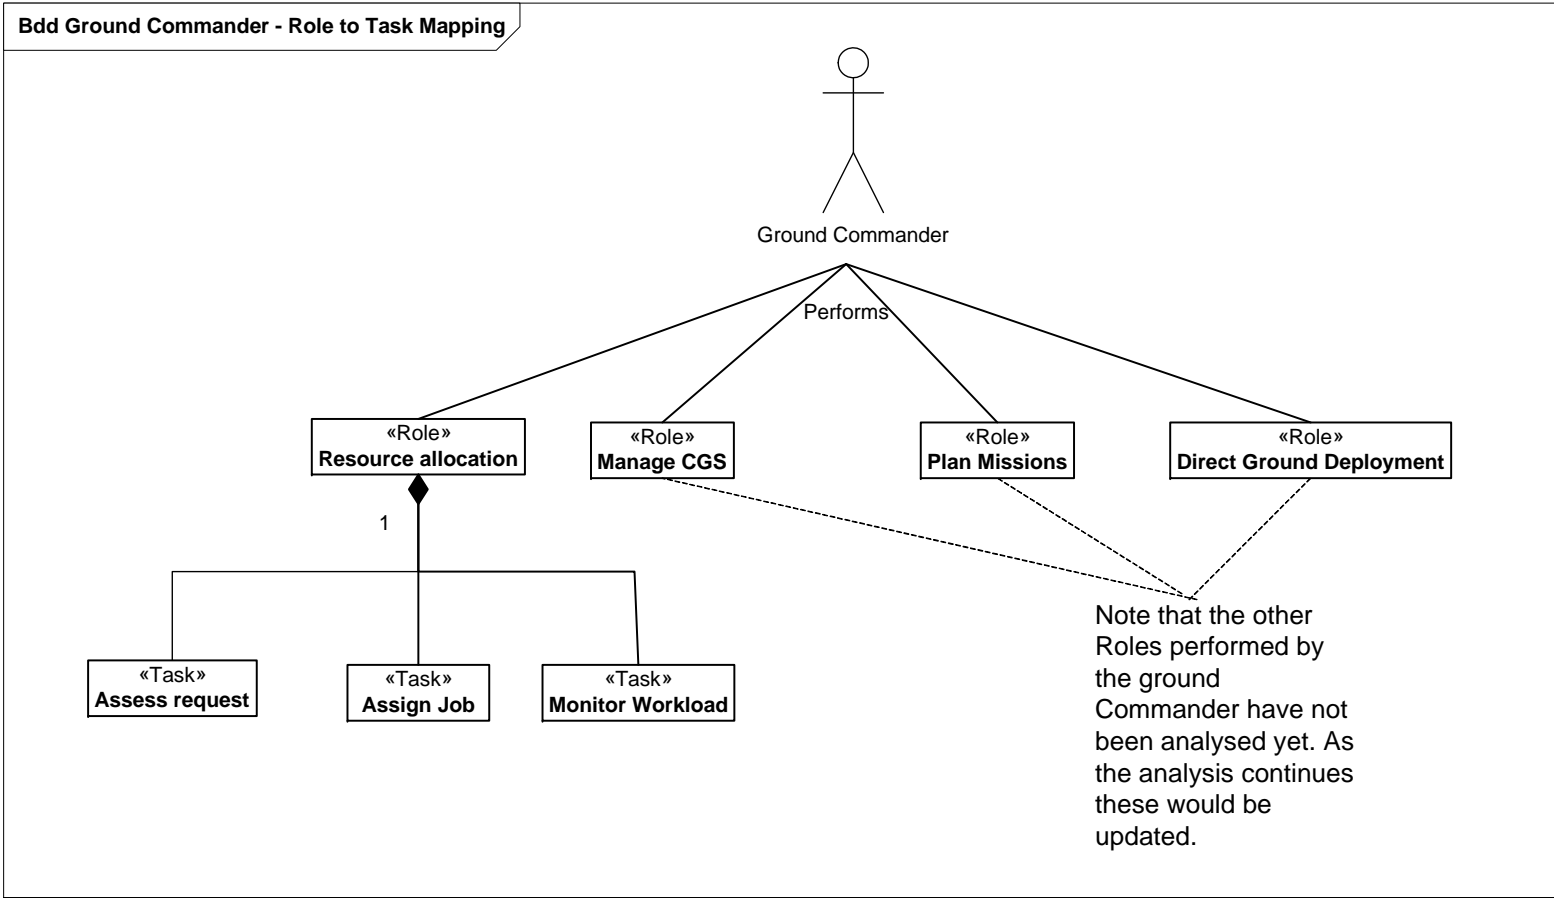 Bdd Ground Commander - Role to Task Mapping
Ground Commander
Performs
«Role»
Resource allocation
«Role»
Manage CGS
«Role»
Plan Missions
«Role»
Direct Ground Deployment
1
«Task»
Assess request
«Task»
Assign Job
«Task»
Monitor Workload
Note that the other
Roles performed by
the ground
Commander have not
been analysed yet. As
the analysis continues
these would be
updated.